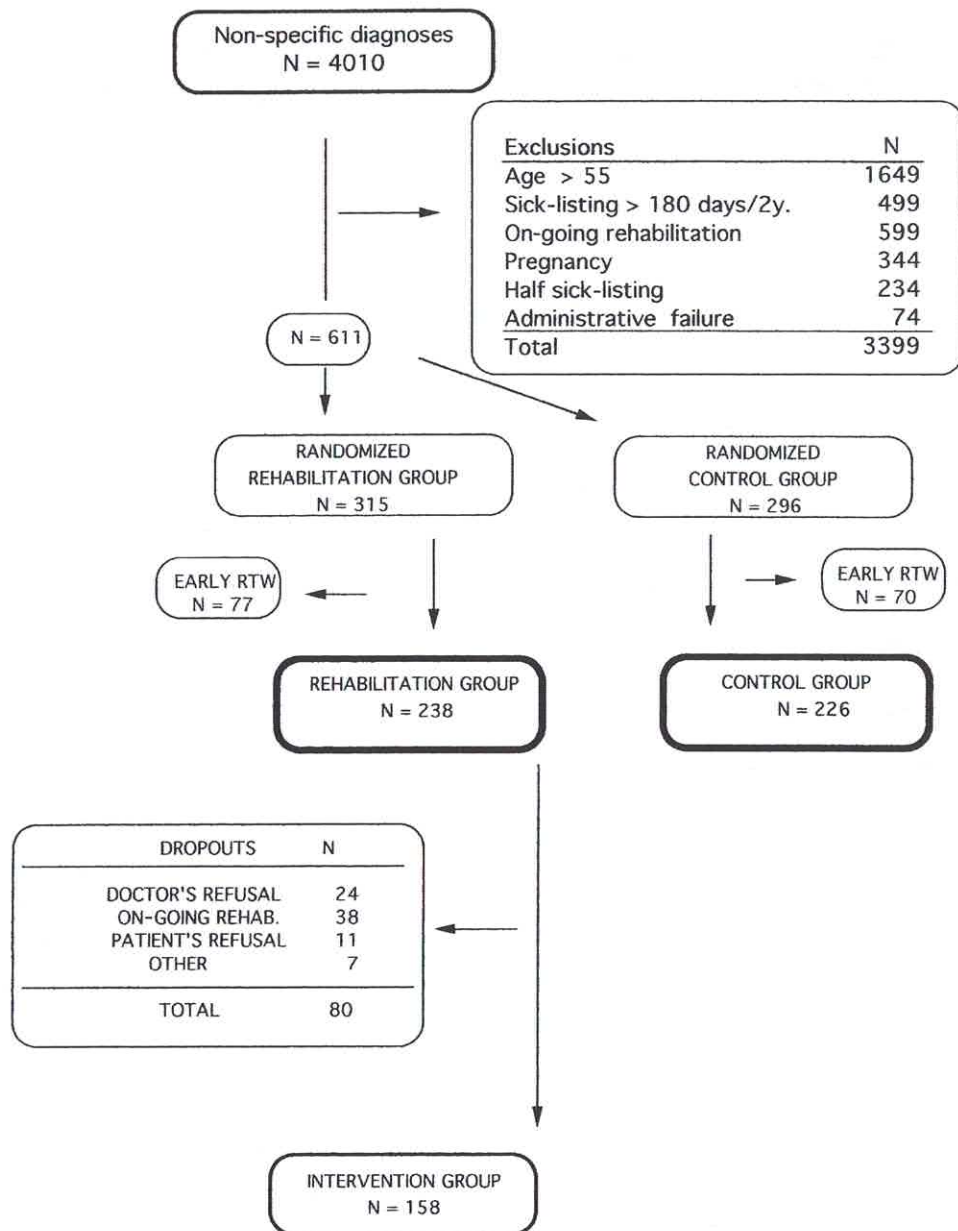 Non-specific diagnoses
N = 4010
Exclusions N
Age > 55 1649
Sick-listing > 180 days/2y. 499
On-going rehabilitation 599
Pregnancy 344
Half sick-listing 234
Administrative failure 74
Total 3399
N = 611
RANDOMIZED
REHABILITATION GROUP
N = 315
RANDOMIZED
CONTROL GROUP
N = 296
EARLY RTW
N = 77
EARLY RTW
N = 70
REHABILITATION GROUP
N = 238
CONTROL GROUP
N = 226
DROPOUTS N
DOCTOR'S REFUSAL 24
ON-GOING REHAB. 38
PATIENT'S REFUSAL 11
OTHER 7
TOTAL 80
INTERVENTION GROUP
N = 158